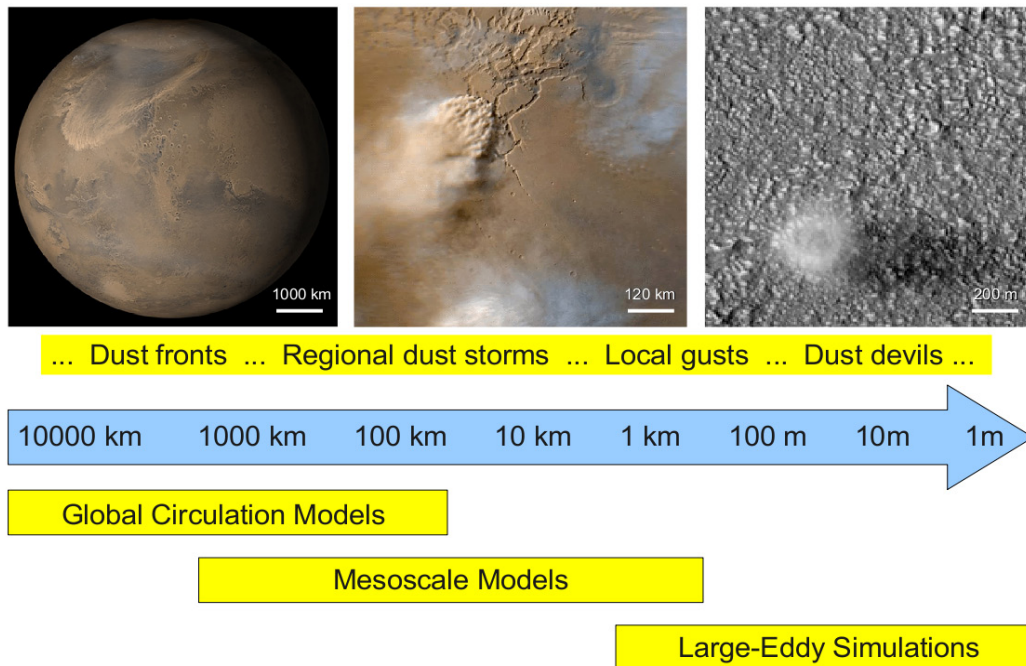 1000 km
120 km
200 m
... Dust fronts ... Regional dust storms ... Local gusts ... Dust devils ...
10000 km 1000 km 100 km 10 km 1 km 100 m 10m 1m
Global Circulation Models
Mesoscale Models
Large-Eddy Simulations